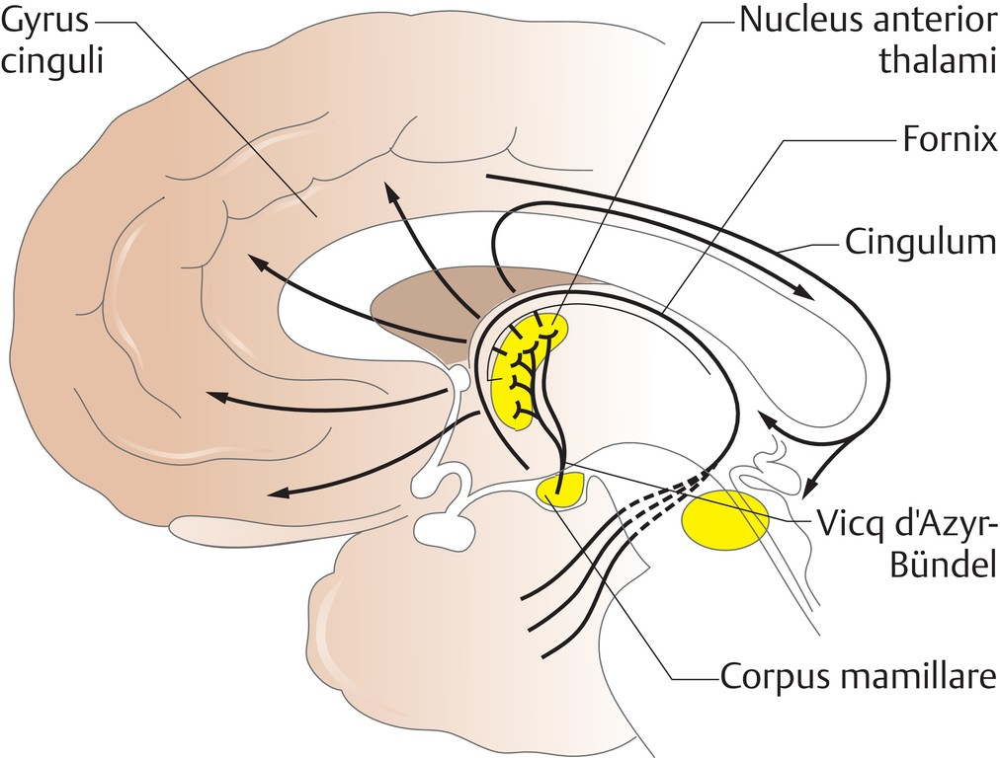 Gyrus
cinguli
Nucleus anterior
thalami
Fornix
Cingulum
Vicq d'Azyr-
Bündel
Corpus mamillare